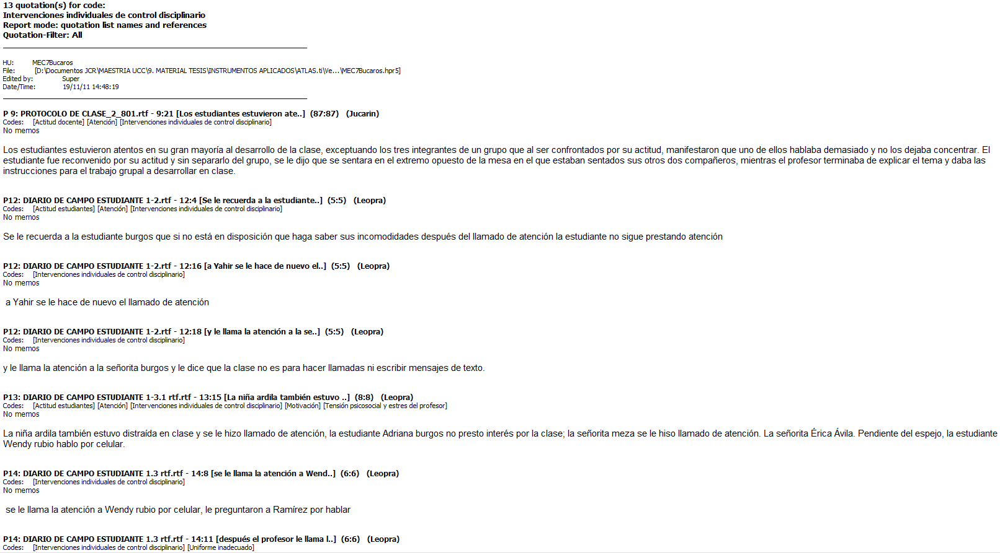 13 quotation(s) for code:
Intervenciones individuales de control disciplinario
Report mode: quotation list names and references
Quotation-Filter: All
HU: MEC7Bucaros
File: [D:\Documentos JCR\MAESTRIA UCC\9. MATERIAL TESIS\INSTRUMENTOS APLICADOS\ATLAS.ti\Ve...\MEC7Bucaros.hpr5]
Edited by: Super
Date/Time: 19/11/11 14:48:19
P 9: PROTOCOLO DE CLASE_2_801.rtf - 9:21 [Los estudiantes estuvieron ate..] (87:87) (Jucarin)
Codes: [Actitud docente] [Atención] [Intervenciones individuales de control disciplinario]
No memos
Los estudiantes estuvieron atentos en su gran mayoría al desarrollo de la clase, exceptuando los tres integrantes de un grupo que al ser confrontados por su actitud, manifestaron que uno de ellos hablaba demasiado y no los dejaba concentrar. El
estudiante fue reconvenido por su actitud y sin separarlo del grupo, se le dijo que se sentara en el extremo opuesto de la mesa en el que estaban sentados sus otros dos compañeros, mientras el profesor terminaba de explicar el tema y daba las
instrucciones para el trabajo grupal a desarrollar en clase.
P12: DIARIO DE CAMPO ESTUDIANTE 1-2.rtf - 12:4 [Se le recuerda a la estudiante..] (5:5) (Leopra)
Codes: [Actitud estudiantes] [Atención] [Intervenciones individuales de control disciplinario]
No memos
Se le recuerda a la estudiante burgos que si no está en disposición que haga saber sus incomodidades después del llamado de atención la estudiante no sigue prestando atención
P12: DIARIO DE CAMPO ESTUDIANTE 1-2.rtf - 12:16 [a Yahir se le hace de nuevo el..] (5:5) (Leopra)
Codes: [Intervenciones individuales de control disciplinario]
No memos
a Yahir se le hace de nuevo el llamado de atención
P12: DIARIO DE CAMPO ESTUDIANTE 1-2.rtf - 12:18 [y le llama la atención a la se..] (5:5) (Leopra)
Codes: [Intervenciones individuales de control disciplinario]
No memos
y le llama la atención a la señorita burgos y le dice que la clase no es para hacer llamadas ni escribir mensajes de texto.
P13: DIARIO DE CAMPO ESTUDIANTE 1-3.1 rtf.rtf - 13:15 [La niña ardila también estuvo ..] (8:8) (Leopra)
Codes: [Actitud estudiantes] [Atención] [Intervenciones individuales de control disciplinario] [Motivación] [Tensión psicosocial y estres del profesor]
No memos
La niña ardila también estuvo distraída en clase y se le hizo llamado de atención, la estudiante Adriana burgos no presto interés por la clase; la señorita meza se le hiso llamado de atención. La señorita Érica Ávila. Pendiente del espejo, la estudiante
Wendy rubio hablo por celular.
P14: DIARIO DE CAMPO ESTUDIANTE 1.3 rtf.rtf - 14:8 [se le llama la atención a Wend..] (6:6) (Leopra)
Codes: [Intervenciones individuales de control disciplinario]
No memos
se le llama la atención a Wendy rubio por celular, le preguntaron a Ramírez por hablar
P14: DIARIO DE CAMPO ESTUDIANTE 1.3 rtf.rtf - 14:11 [después el profesor le llama l..] (6:6) (Leopra)
Codes: [Intervenciones individuales de control disciplinario] [Uniforme inadecuado]